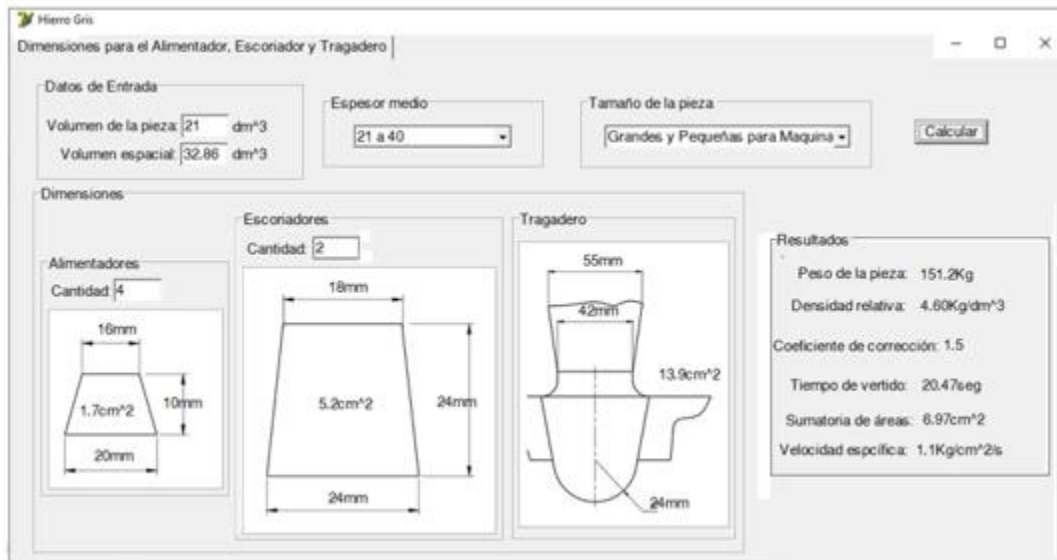 Hierro Gris
Dimensiones para el Alimentador, Escoriador y Tragadero
Datos de Entrada
Volumen de la pieza: 21 dm^3
Volumen espacial: 32.86 dm^3
Espesor medio
21 a 40
Tamaño de la pieza
Grandes y Pequeñas para Maquina
Calcular
Dimensiones
Alimentadores
Cantidad: 4
16mm
1.7cm^2
10mm
20mm
Escoriadores
Cantidad: 2
18mm
5.2cm^2
24mm
24mm
Tragadero
55mm
42mm
13.9cm^2
24mm
Resultados
Peso de la pieza: 151.2Kg
Densidad relativa: 4.60Kg/dm^3
Coeficiente de corrección: 1.5
Tiempo de vertido: 20.47seg
Sumatoria de áreas: 6.97cm^2
Velocidad espcífica: 1.1Kg/cm^2/s